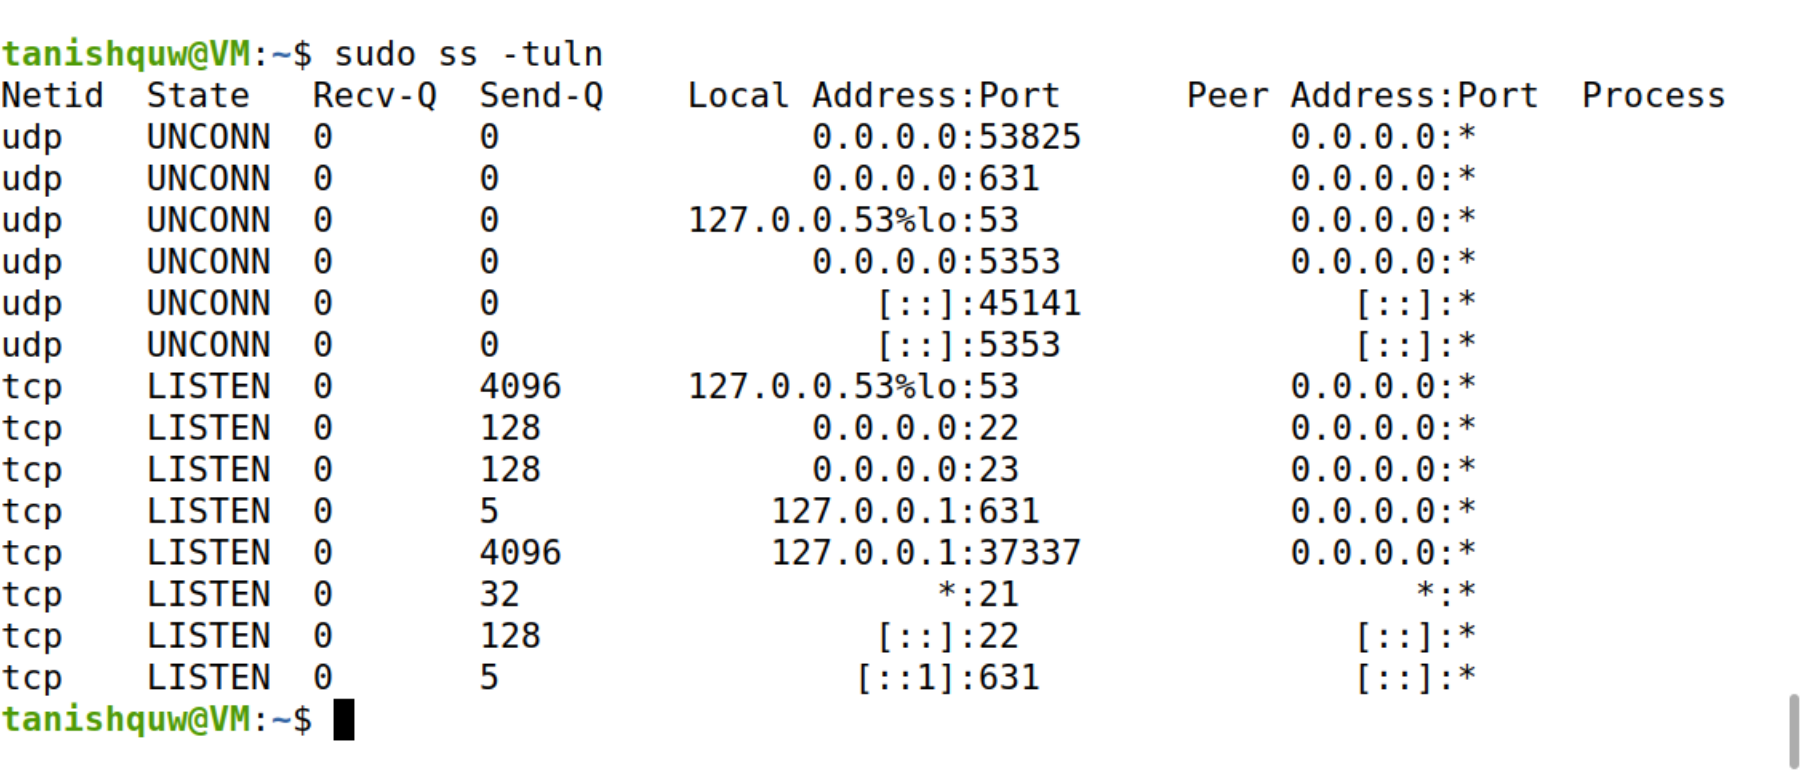 tanishquw@VM:~$ sudo ss -tuln
Netid  State   Recv-Q  Send-Q    Local Address:Port      Peer Address:Port  Process
udp    UNCONN  0       0               0.0.0.0:53825          0.0.0.0:*
udp    UNCONN  0       0               0.0.0.0:631            0.0.0.0:*
udp    UNCONN  0       0         127.0.0.53%lo:53             0.0.0.0:*
udp    UNCONN  0       0               0.0.0.0:5353           0.0.0.0:*
udp    UNCONN  0       0                  [::]:45141             [::]:*
udp    UNCONN  0       0                  [::]:5353              [::]:*
tcp    LISTEN  0       4096      127.0.0.53%lo:53             0.0.0.0:*
tcp    LISTEN  0       128             0.0.0.0:22             0.0.0.0:*
tcp    LISTEN  0       128             0.0.0.0:23             0.0.0.0:*
tcp    LISTEN  0       5             127.0.0.1:631            0.0.0.0:*
tcp    LISTEN  0       4096          127.0.0.1:37337          0.0.0.0:*
tcp    LISTEN  0       32                    *:21                   *:*
tcp    LISTEN  0       128                [::]:22                [::]:*
tcp    LISTEN  0       5                 [::1]:631               [::]:*
tanishquw@VM:~$